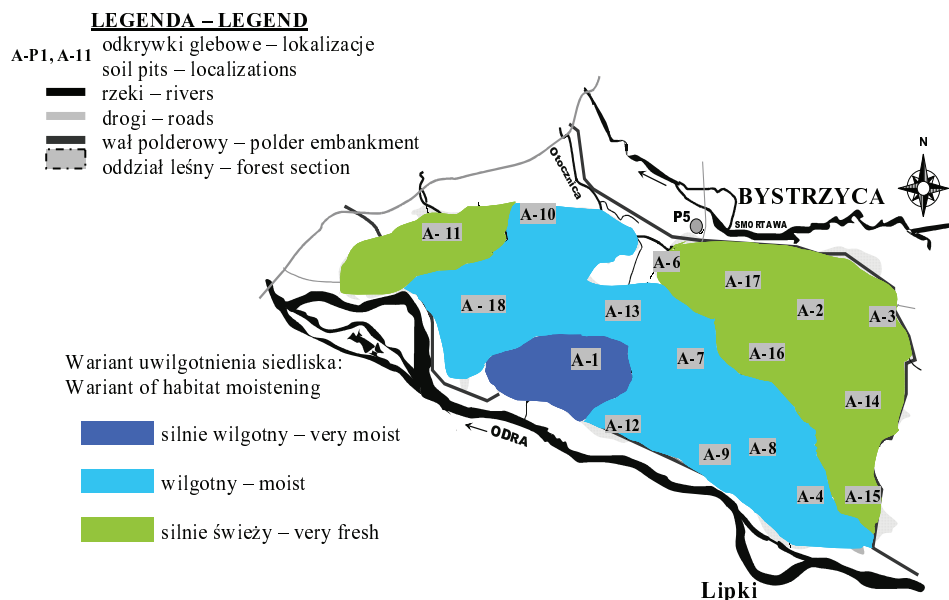 LEGENDA – LEGEND
A-P1, A-11
odkrywki glebowe – lokalizacje
soil pits – localizations
rzeki – rivers
drogi – roads
wał polderowy – polder embankment
oddział leśny – forest section
N
Otocznica
BYSTRZYCA
P5
SMORTAWA
A-10
A- 11
A-6
A-17
A - 18
A-13
A-2
A-3
A-1
A-7
A-16
A-14
A-12
A-9
A-8
A-4
A-15
ODRA
Lipki
Wariant uwilgotnienia siedliska:
Wariant of habitat moistening
silnie wilgotny – very moist
wilgotny – moist
silnie świeży – very fresh